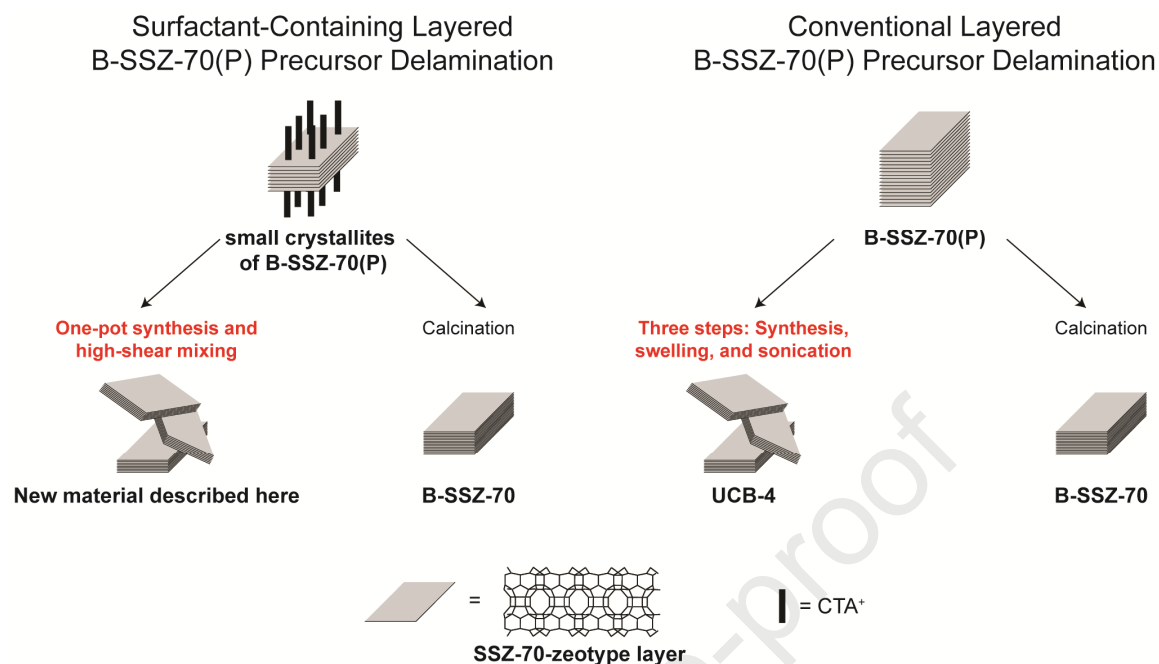 Surfactant-Containing Layered
B-SSZ-70(P) Precursor Delamination
small crystallites
of B-SSZ-70(P)
One-pot synthesis and
high-shear mixing
Calcination
New material described here
B-SSZ-70
Conventional Layered
B-SSZ-70(P) Precursor Delamination
B-SSZ-70(P)
Three steps: Synthesis,
swelling, and sonication
Calcination
UCB-4
B-SSZ-70
=
SSZ-70-zeotype layer
= CTA⁺
-proof